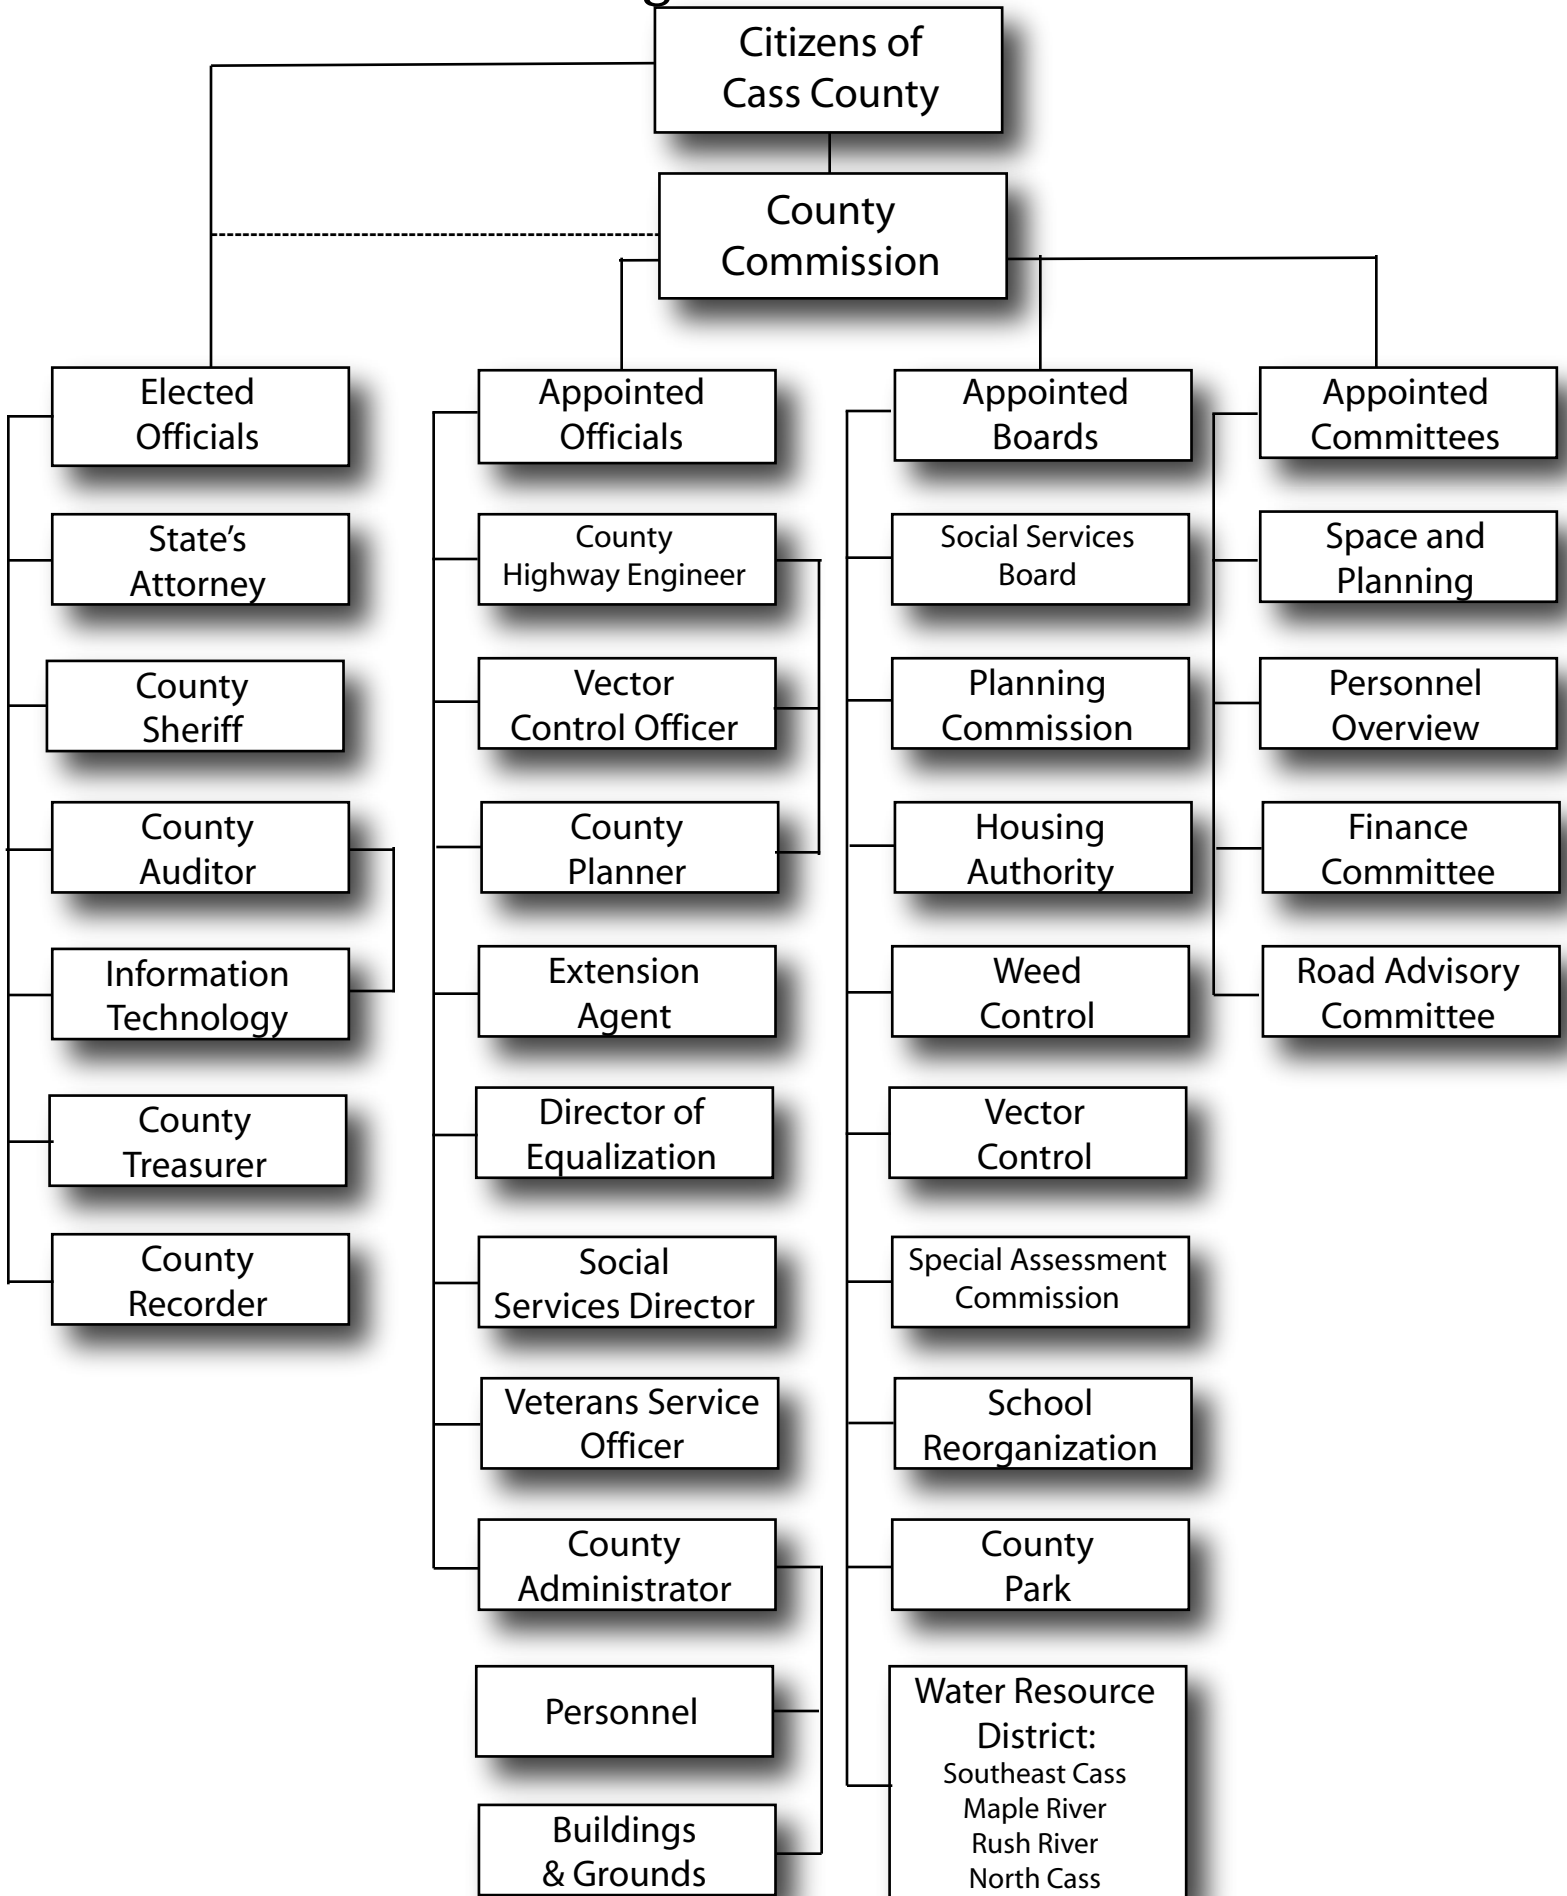 Citizens of
Cass County
County
Commission
Elected
Officials
State's
Attorney
County
Sheriff
County
Auditor
Information
Technology
County
Treasurer
County
Recorder
Appointed
Officials
County
Highway Engineer
Vector
Control Officer
County
Planner
Extension
Agent
Director of
Equalization
Social
Services Director
Veterans Service
Officer
County
Administrator
Personnel
Buildings
& Grounds
Appointed
Boards
Social Services
Board
Planning
Commission
Housing
Authority
Weed
Control
Vector
Control
Special Assessment
Commission
School
Reorganization
County
Park
Water Resource
District:
Southeast Cass
Maple River
Rush River
North Cass
Appointed
Committees
Space and
Planning
Personnel
Overview
Finance
Committee
Road Advisory
Committee